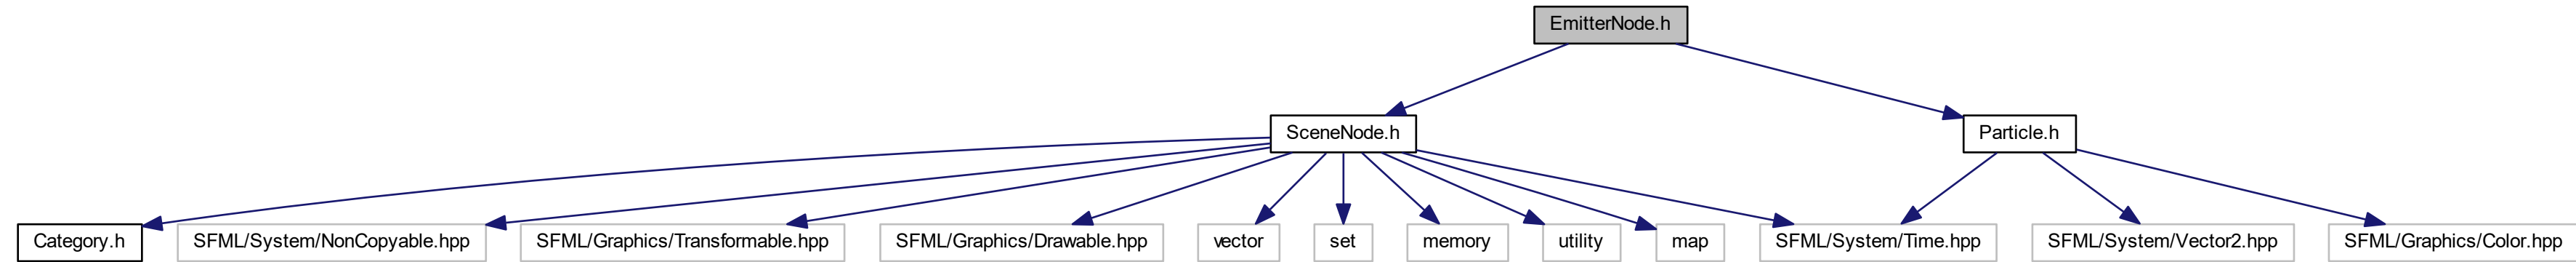 EmitterNode.h
SceneNode.h
Particle.h
Category.h
SFML/System/NonCopyable.hpp
SFML/Graphics/Transformable.hpp
SFML/Graphics/Drawable.hpp
vector
set
memory
utility
map
SFML/System/Time.hpp
SFML/System/Vector2.hpp
SFML/Graphics/Color.hpp